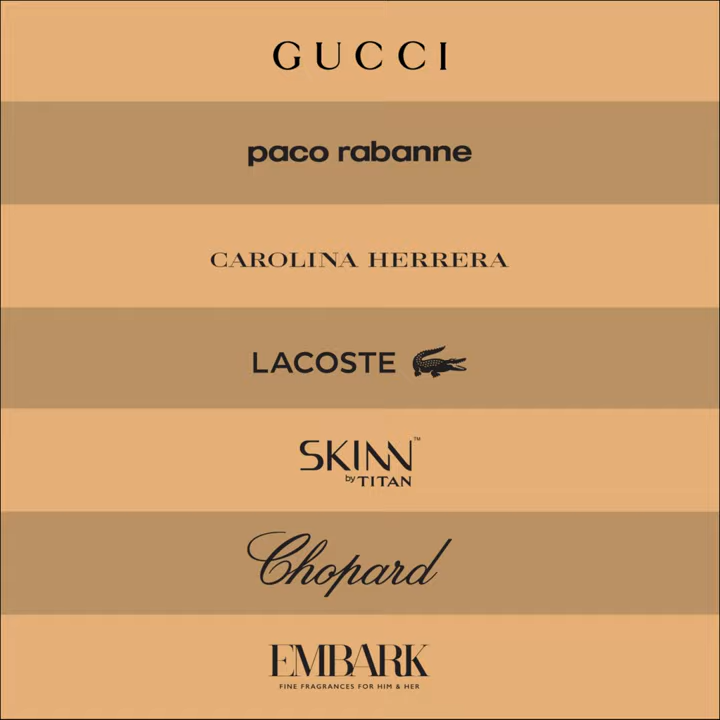 GUCCI
paco rabanne
CAROLINA HERRERA
LACOSTE
SKINN™
by TITAN
Chopard
EMBARK
FINE FRAGRANCES FOR HIM & HER